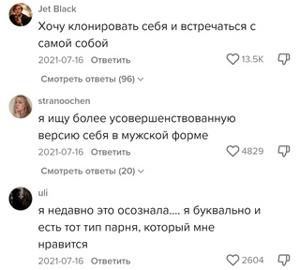 Jet Black
Хочу клонировать себя и встречаться с
самой собой
2021-07-16 Ответить 13.5K
Смотреть ответы (96)
stranoochen
я ищу более усовершенствованную
версию себя в мужской форме
2021-07-16 Ответить 4829
Смотреть ответы (20)
uli
я недавно это осознала.... я буквально и
есть тот тип парня, который мне
нравится
2021-07-16 Ответить 2604